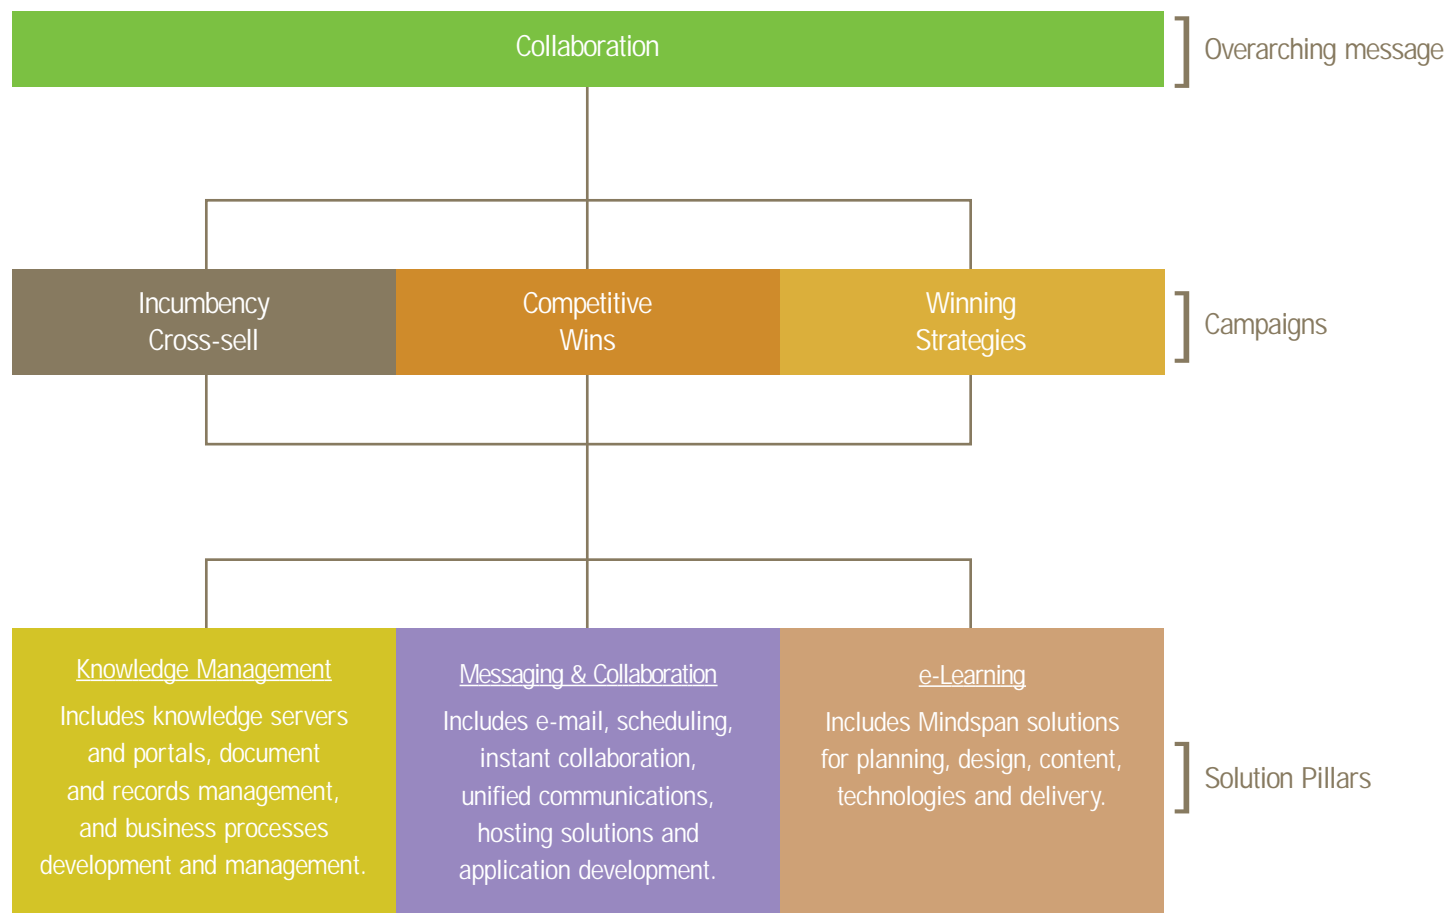 Collaboration
Overarching message
Incumbency
Cross-sell
Competitive
Wins
Winning
Strategies
Campaigns
Knowledge Management
Includes knowledge servers
and portals, document
and records management,
and business processes
development and management.
Messaging & Collaboration
Includes e-mail, scheduling,
instant collaboration,
unified communications,
hosting solutions and
application development.
e-Learning
Includes Mindspan solutions
for planning, design, content,
technologies and delivery.
Solution Pillars